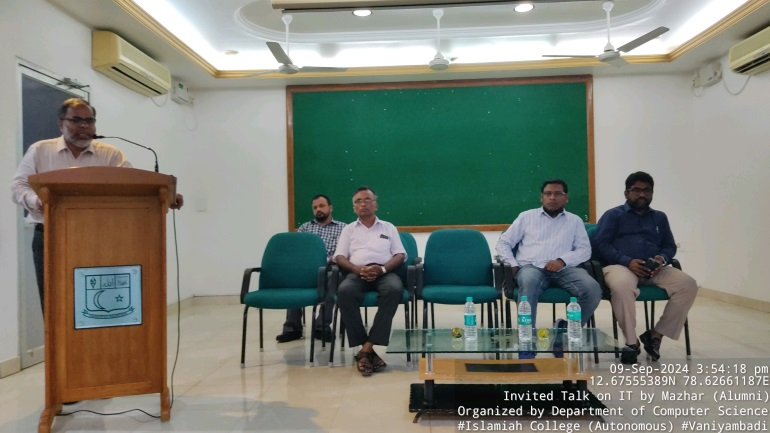 09-Sep-2024 3:54:18 pm
12.67555389N 78.62661187E
Invited Talk on IT by Mazhar (Alumni)
Organized by Department of Computer Science
#Islamiah College (Autonomous) #Vaniyambadi